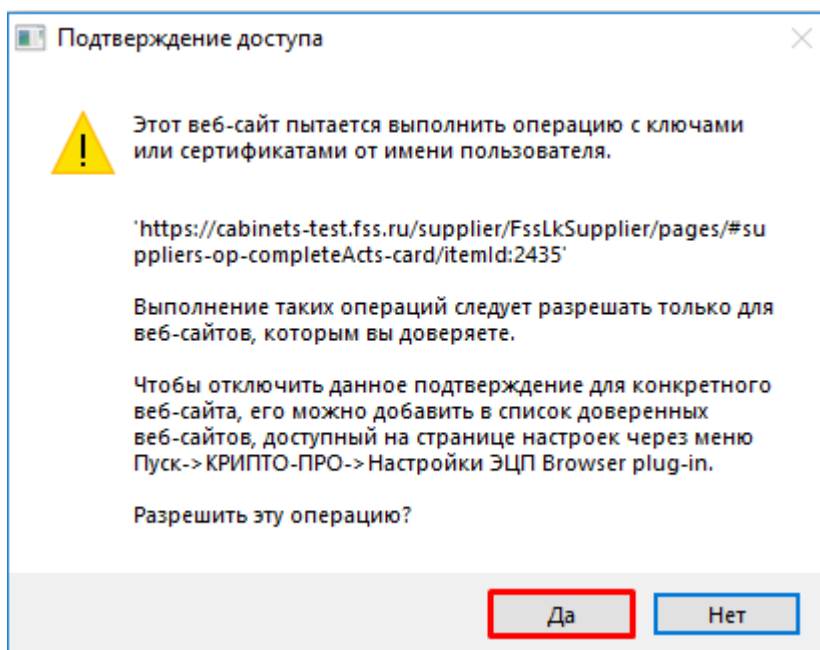 Подтверждение доступа
Этот веб-сайт пытается выполнить операцию с ключами
или сертификатами от имени пользователя.
'https://cabinets-test.fss.ru/supplier/FssLkSupplier/pages/#su
ppliers-op-completeActs-card/itemId:2435'
Выполнение таких операций следует разрешать только для
веб-сайтов, которым вы доверяете.
Чтобы отключить данное подтверждение для конкретного
веб-сайта, его можно добавить в список доверенных
веб-сайтов, доступный на странице настроек через меню
Пуск->КРИПТО-ПРО->Настройки ЭЦП Browser plug-in.
Разрешить эту операцию?
Да Нет